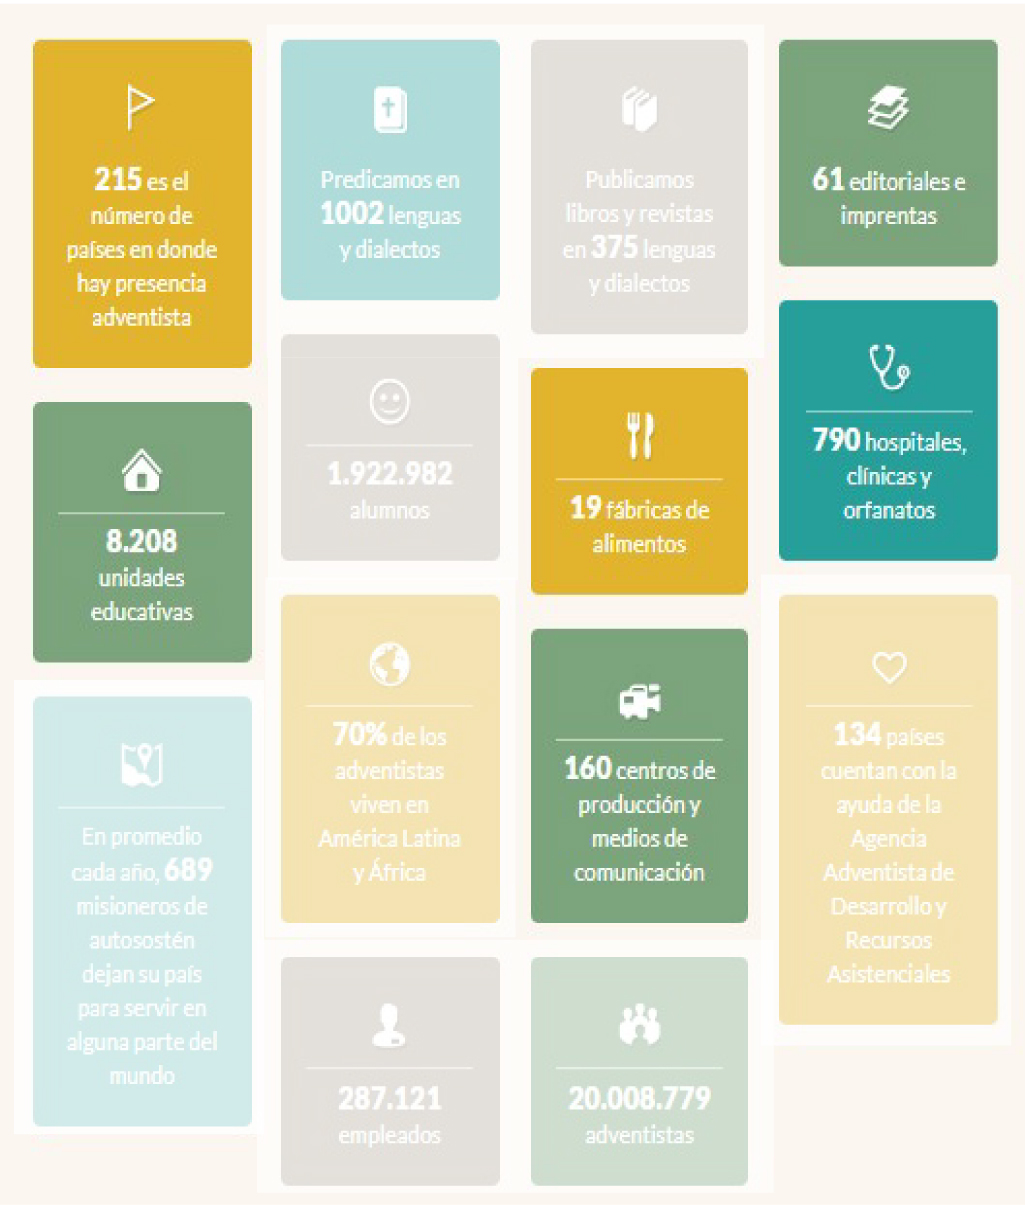 215 es el
número de
países en donde
hay presencia
adventista
Predicamos en
1002 lenguas
y dialectos
Publicamos
libros y revistas
en 375 lenguas
y dialectos
61 editoriales e
imprentas
8.208
unidades
educativas
1.922.982
alumnos
19 fábricas de
alimentos
790 hospitales,
clínicas y
orfanatos
En promedio
cada año, 689
misioneros de
autosostén
dejan su país
para servir en
alguna parte del
mundo
70% de los
adventistas
viven en
América Latina
y África
160 centros de
producción y
medios de
comunicación
134 países
cuentan con la
ayuda de la
Agencia
Adventista de
Desarrollo y
Recursos
Asistenciales
287.121
empleados
20.008.779
adventistas